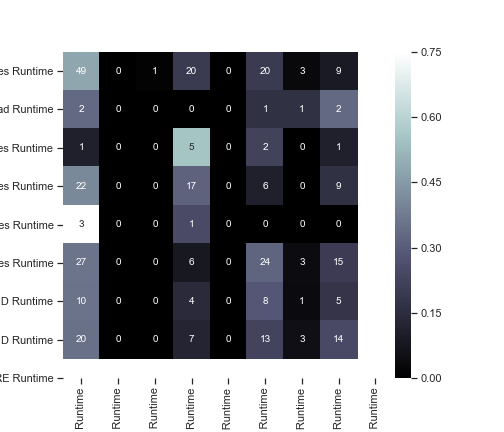 es Runtime 49 0 1 20 0 20 3 9
ad Runtime 2 0 0 0 0 1 1 2
es Runtime 1 0 0 5 0 2 0 1
es Runtime 22 0 0 17 0 6 0 9
es Runtime 3 0 0 1 0 0 0 0
es Runtime 27 0 0 6 0 24 3 15
D Runtime 10 0 0 4 0 8 1 5
D Runtime 20 0 0 7 0 13 3 14
RE Runtime
Runtime Runtime Runtime Runtime Runtime Runtime Runtime Runtime Runtime
0.75
0.60
0.45
0.30
0.15
0.00